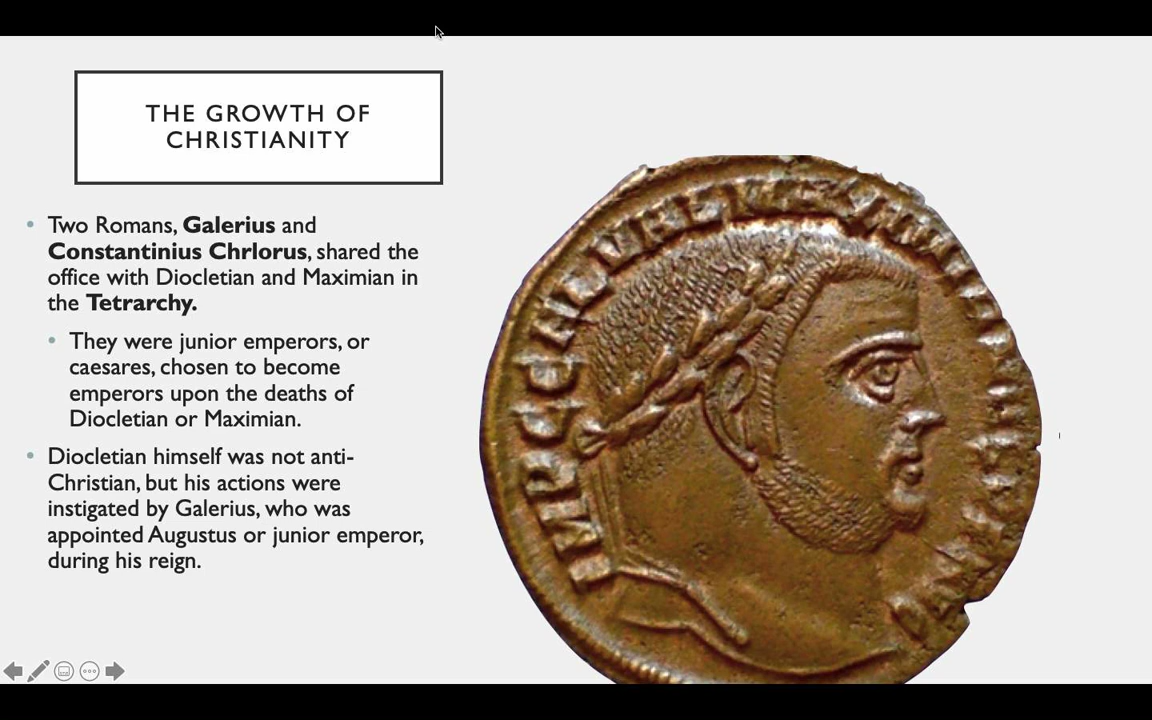 THE GROWTH OF
CHRISTIANITY
• Two Romans, Galerius and
Constantinius Chrlorus, shared the
office with Diocletian and Maximian in
the Tetrarchy.
• They were junior emperors, or
caesares, chosen to become
emperors upon the deaths of
Diocletian or Maximian.
• Diocletian himself was not anti-
Christian, but his actions were
instigated by Galerius, who was
appointed Augustus or junior emperor,
during his reign.
IMP C GAL VAL